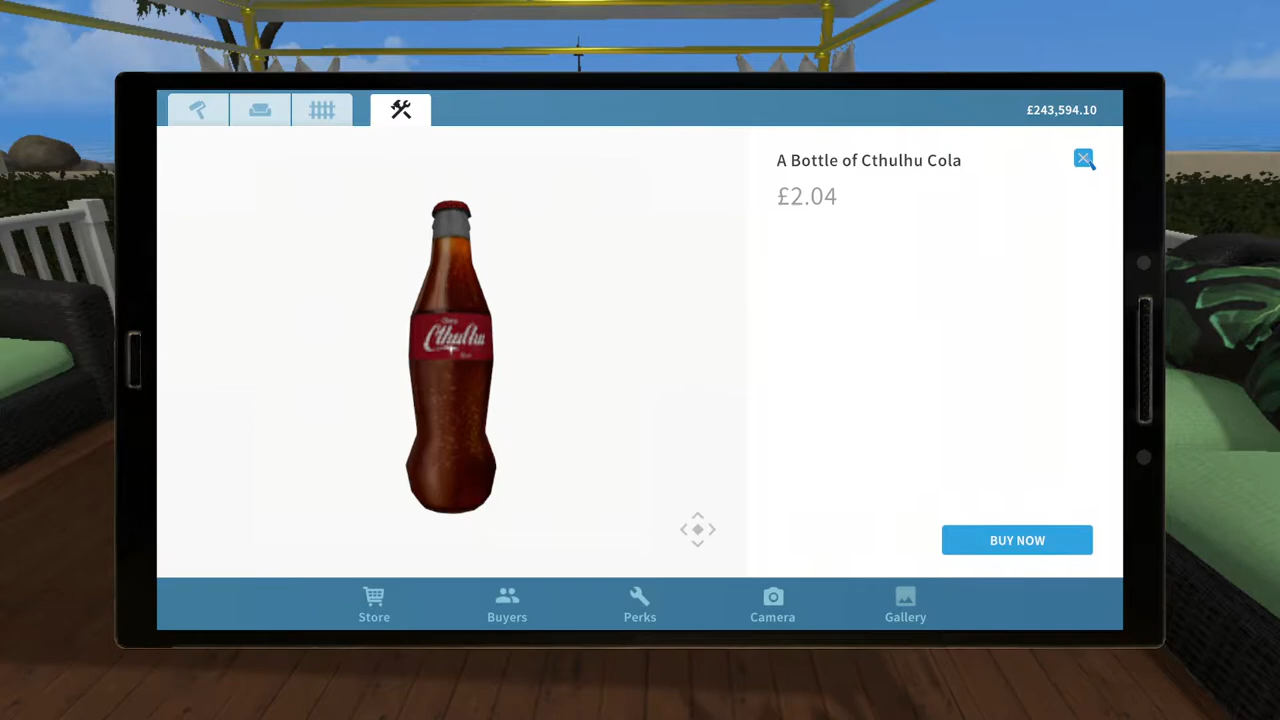 £243,594.10
A Bottle of Cthulhu Cola
£2.04
Cthulhu
BUY NOW
Store
Buyers
Perks
Camera
Gallery